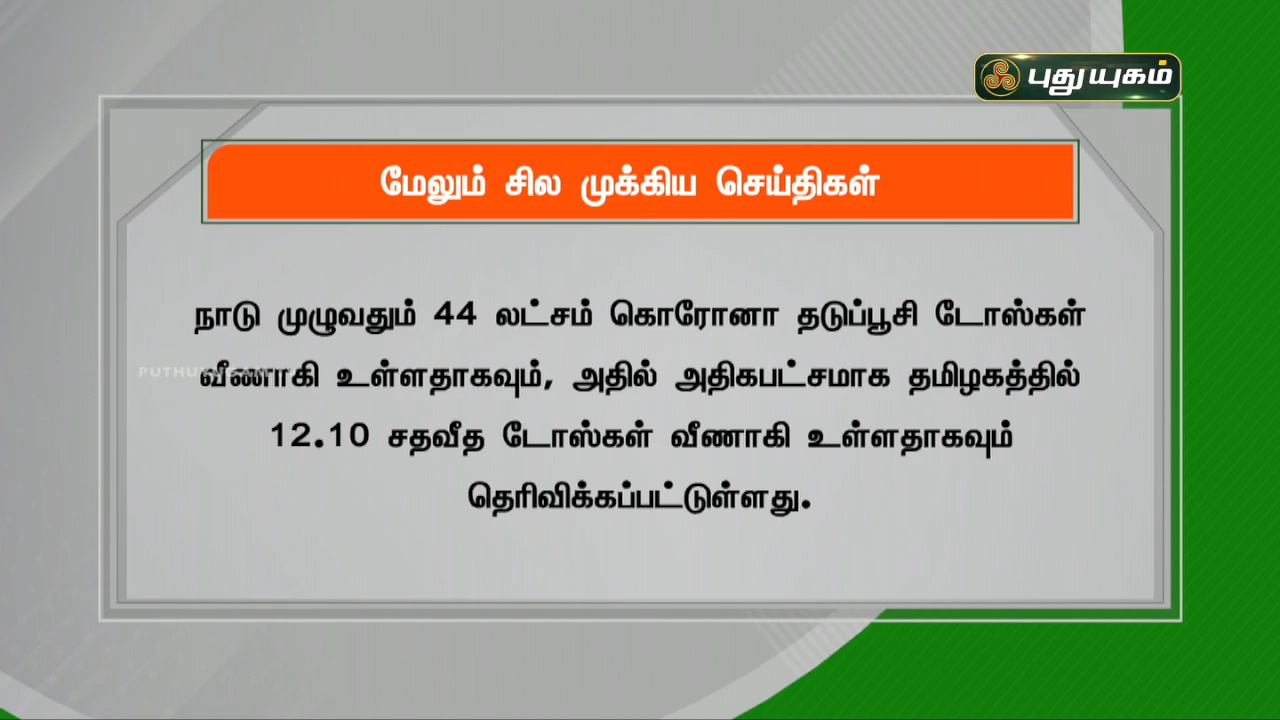 புதுயுகம்
மேலும் சில முக்கிய செய்திகள்
நாடு முழுவதும் 44 லட்சம் கொரோனா தடுப்பூசி டோஸ்கள்
வீணாகி உள்ளதாகவும், அதில் அதிகபட்சமாக தமிழகத்தில்
12.10 சதவீத டோஸ்கள் வீணாகி உள்ளதாகவும்
தெரிவிக்கப்பட்டுள்ளது.